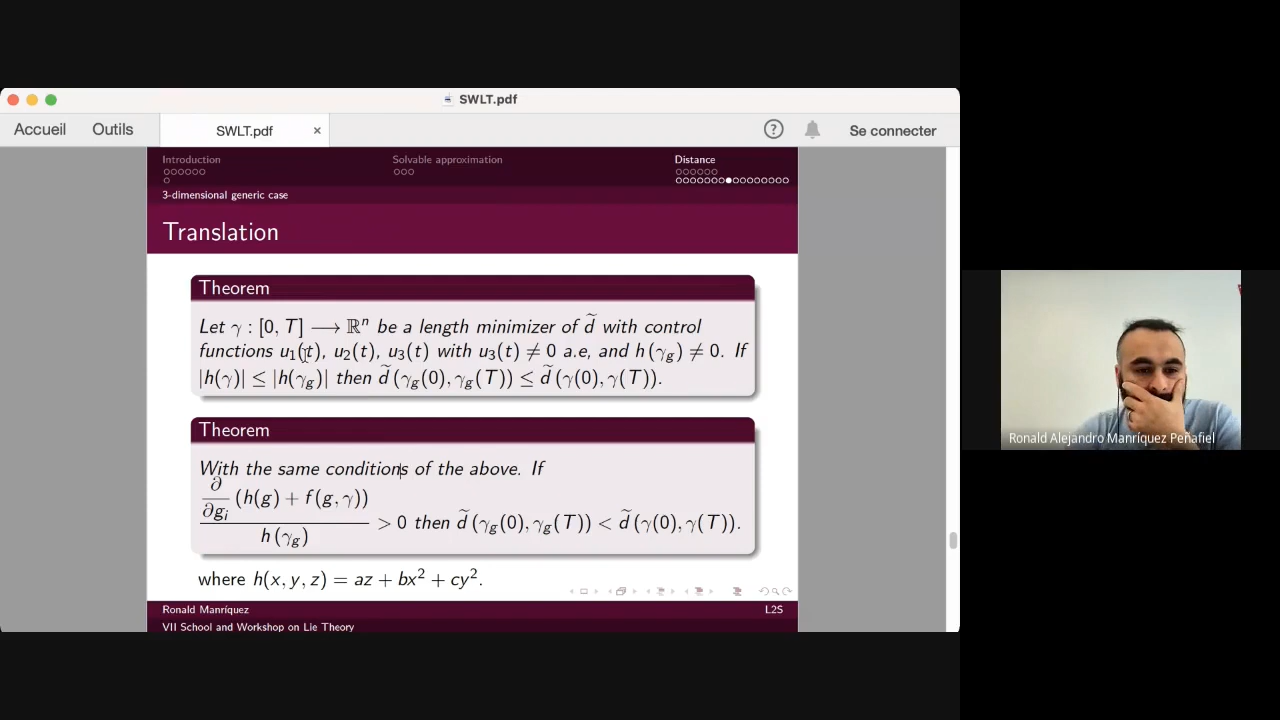 SWLT.pdf
Accueil Outils SWLT.pdf × ? Se connecter
Introduction Solvable approximation Distance
3-dimensional generic case
Translation
Theorem
Let γ : [0, T] ⟶ ℝⁿ be a length minimizer of d̃ with control
functions u₁(t), u₂(t), u₃(t) with u₃(t) ≠ 0 a.e, and h(γ_g) ≠ 0. If
|h(γ)| ≤ |h(γ_g)| then d̃(γ_g(0), γ_g(T)) ≤ d̃(γ(0), γ(T)).
Theorem
With the same conditions of the above. If
∂/∂g_i (h(g) + f(g, γ)) / h(γ_g) > 0 then d̃(γ_g(0), γ_g(T)) < d̃(γ(0), γ(T)).
where h(x, y, z) = az + bx² + cy².
Ronald Manríquez L2S
VII School and Workshop on Lie Theory
Ronald Alejandro Manríquez Peñafiel